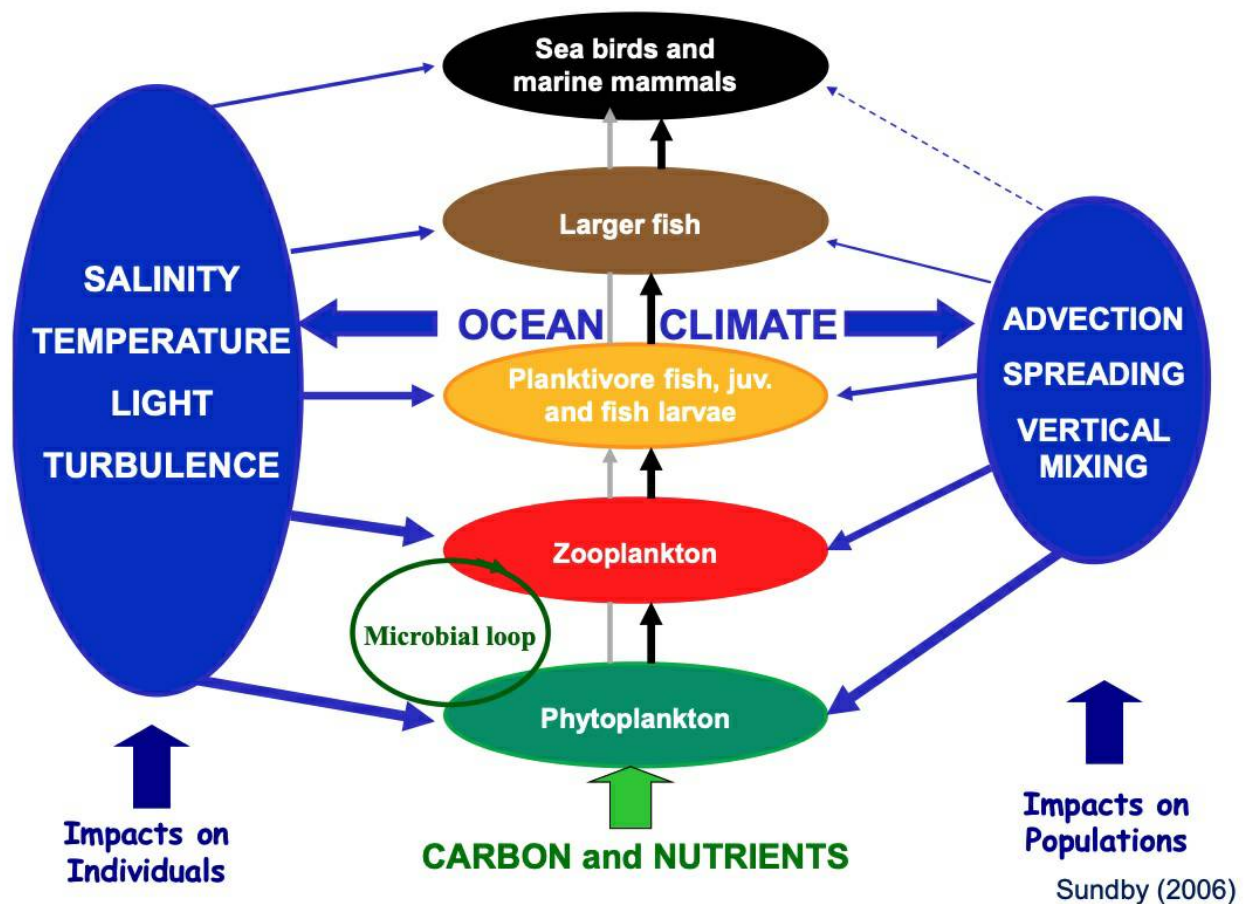 Sea birds and
marine mammals
Larger fish
SALINITY
TEMPERATURE
LIGHT
TURBULENCE
OCEAN CLIMATE
ADVECTION
SPREADING
VERTICAL
MIXING
Planktivore fish, juv.
and fish larvae
Zooplankton
Microbial loop
Phytoplankton
Impacts on
Individuals
CARBON and NUTRIENTS
Impacts on
Populations
Sundby (2006)